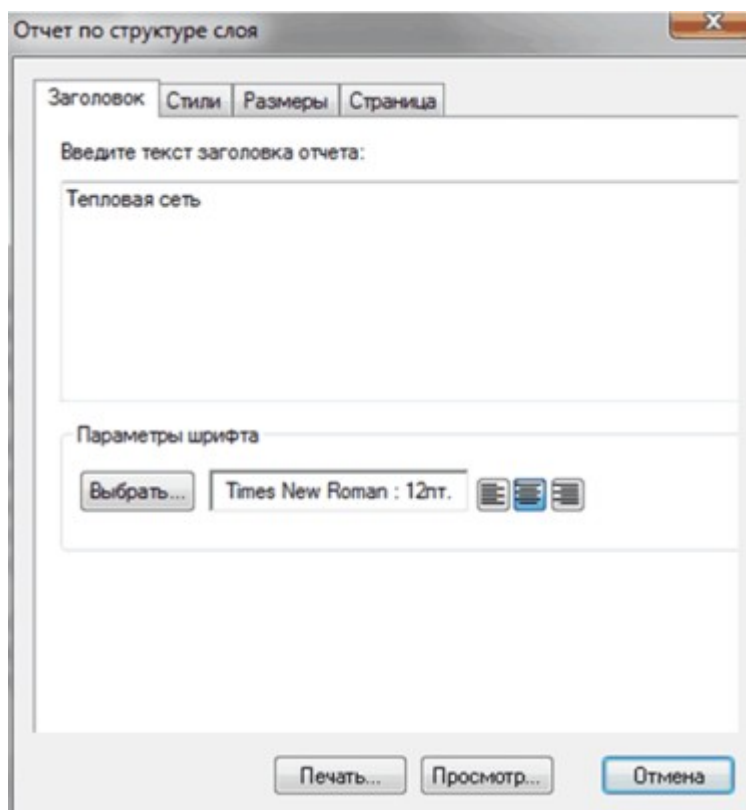 Отчет по структуре слоя
Заголовок Стили Размеры Страница
Введите текст заголовка отчета:
Тепловая сеть
Параметры шрифта
Выбрать... Times New Roman : 12пт.
Печать... Просмотр... Отмена